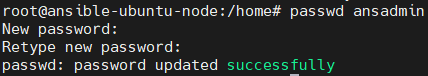 root@ansible-ubuntu-node:/home# passwd ansadmin
New password:
Retype new password:
passwd: password updated successfully